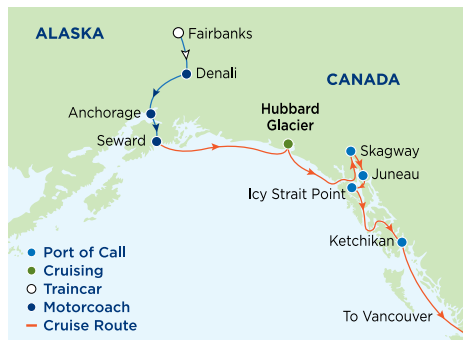 ALASKA
Fairbanks
Denali
CANADA
Anchorage
Hubbard
Glacier
Seward
Skagway
Juneau
Icy Strait Point
Ketchikan
Port of Call
Cruising
Traincar
Motorcoach
Cruise Route
To Vancouver